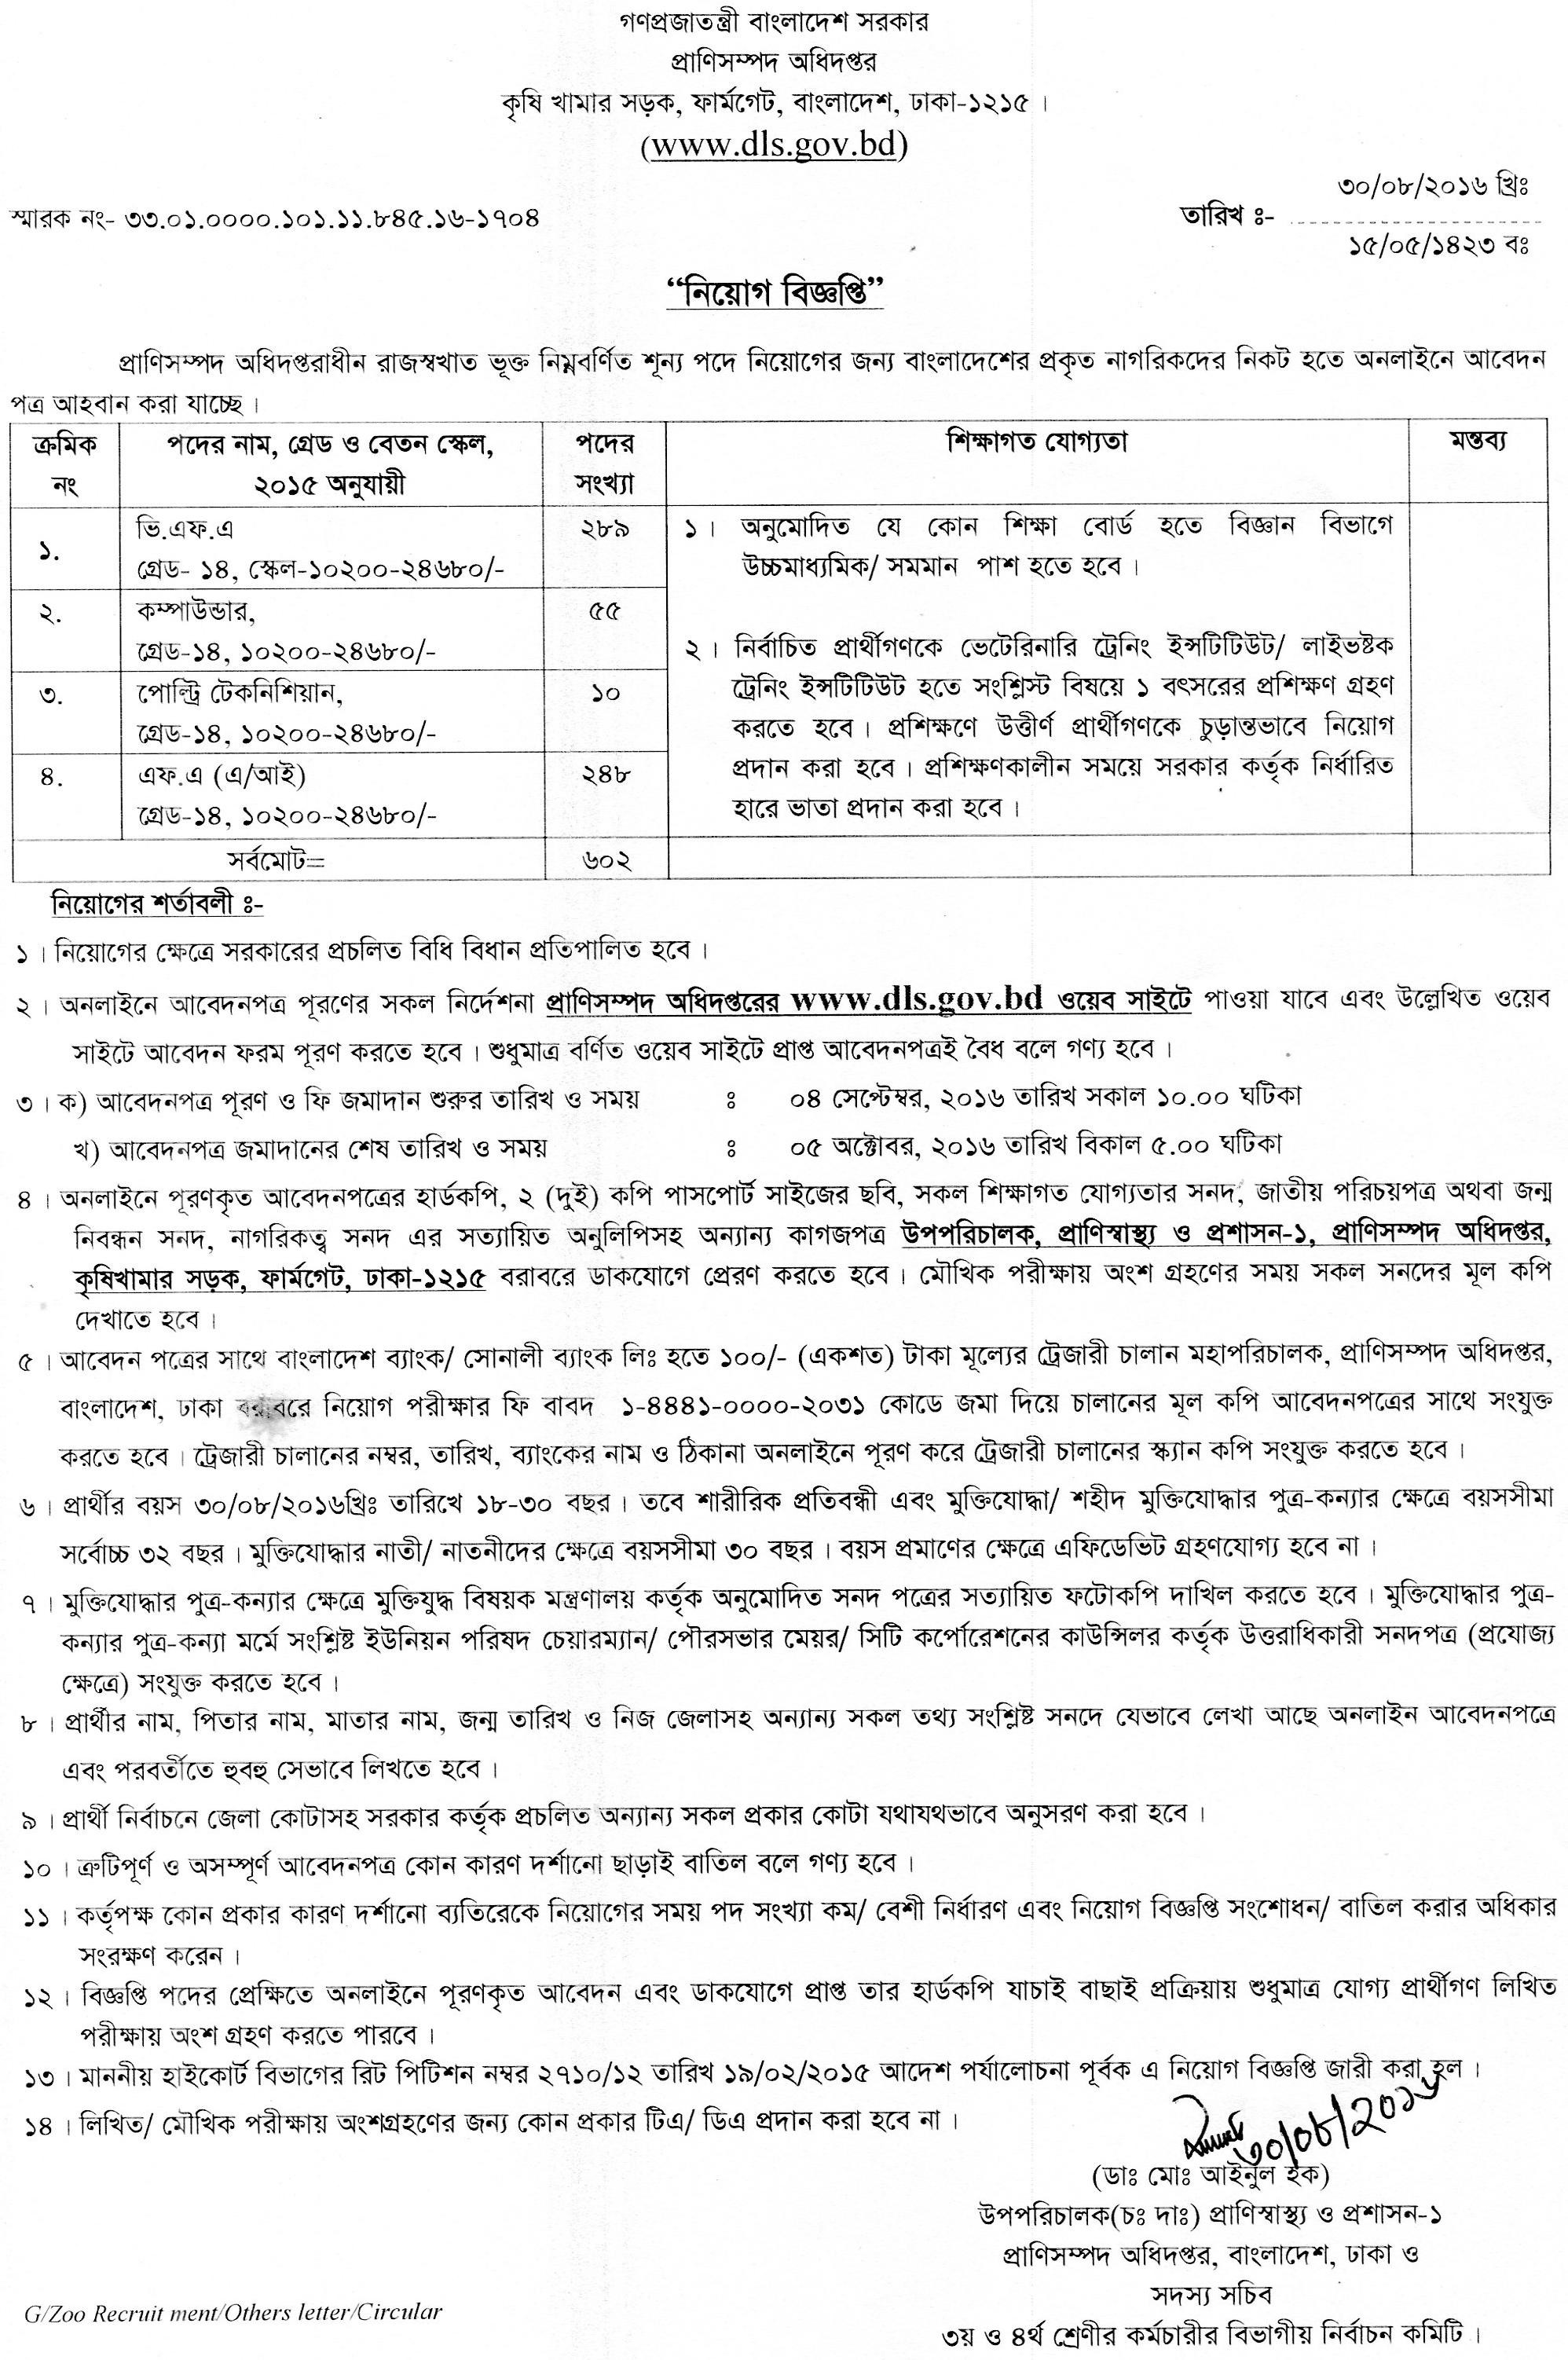 গণপ্রজাতন্ত্রী বাংলাদেশ সরকার
প্রাণিসম্পদ অধিদপ্তর
কৃষি খামার সড়ক, ফার্মগেট, বাংলাদেশ, ঢাকা-১২১৫ ।
(www.dls.gov.bd)
৩০/০৮/২০১৬ খ্রিঃ
স্মারক নং- ৩৩.০১.০০০০.১০১.১১.৮৪৫.১৬-১৭০৪
তারিখ ঃ-
১৫/০৫/১৪২৩ বঃ
“নিয়োগ বিজ্ঞপ্তি”
প্রাণিসম্পদ অধিদপ্তরাধীন রাজস্বখাত ভূক্ত নিম্নবর্ণিত শূন্য পদে নিয়োগের জন্য বাংলাদেশের প্রকৃত নাগরিকদের নিকট হতে অনলাইনে আবেদন
পত্র আহবান করা যাচ্ছে ।
ক্রমিক নং
পদের নাম, গ্রেড ও বেতন স্কেল,
২০১৫ অনুযায়ী
পদের সংখ্যা
শিক্ষাগত যোগ্যতা
মন্তব্য
১.
ভি.এফ.এ
গ্রেড- ১৪, স্কেল-১০২০০-২৪৬৮০/-
২৮৯
২.
কম্পাউন্ডার,
গ্রেড-১৪, ১০২০০-২৪৬৮০/-
৫৫
৩.
পোল্ট্রি টেকনিশিয়ান,
গ্রেড-১৪, ১০২০০-২৪৬৮০/-
১০
৪.
এফ.এ (এ/আই)
গ্রেড-১৪, ১০২০০-২৪৬৮০/-
২৪৮
১ । অনুমোদিত যে কোন শিক্ষা বোর্ড হতে বিজ্ঞান বিভাগে
উচ্চমাধ্যমিক/ সমমান পাশ হতে হবে ।
২ । নির্বাচিত প্রার্থীগণকে ভেটেরিনারি ট্রেনিং ইন্সটিটিউট/ লাইভষ্টক
ট্রেনিং ইন্সটিটিউট হতে সংশ্লিস্ট বিষয়ে ১ বৎসরের প্রশিক্ষণ গ্রহণ
করতে হবে । প্রশিক্ষণে উত্তীর্ণ প্রার্থীগণকে চুড়ান্তভাবে নিয়োগ
প্রদান করা হবে । প্রশিক্ষণকালীন সময়ে সরকার কর্তৃক নির্ধারিত
হারে ভাতা প্রদান করা হবে ।
সর্বমোট=
৬০২
নিয়োগের শর্তাবলী ঃ-
১ । নিয়োগের ক্ষেত্রে সরকারের প্রচলিত বিধি বিধান প্রতিপালিত হবে ।
২ । অনলাইনে আবেদনপত্র পূরণের সকল নির্দেশনা প্রাণিসম্পদ অধিদপ্তরের www.dls.gov.bd ওয়েব সাইটে পাওয়া যাবে এবং উল্লেখিত ওয়েব
সাইটে আবেদন ফরম পূরণ করতে হবে । শুধুমাত্র বর্ণিত ওয়েব সাইটে প্রাপ্ত আবেদনপত্রই বৈধ বলে গণ্য হবে ।
৩ । ক) আবেদনপত্র পূরণ ও ফি জমাদান শুরুর তারিখ ও সময় ঃ ০৪ সেপ্টেম্বর, ২০১৬ তারিখ সকাল ১০.০০ ঘটিকা
খ) আবেদনপত্র জমাদানের শেষ তারিখ ও সময় ঃ ০৫ অক্টোবর, ২০১৬ তারিখ বিকাল ৫.০০ ঘটিকা
৪ । অনলাইনে পূরণকৃত আবেদনপত্রের হার্ডকপি, ২ (দুই) কপি পাসপোর্ট সাইজের ছবি, সকল শিক্ষাগত যোগ্যতার সনদ, জাতীয় পরিচয়পত্র অথবা জন্ম
নিবন্ধন সনদ, নাগরিকত্ব সনদ এর সত্যায়িত অনুলিপিসহ অন্যান্য কাগজপত্র উপপরিচালক, প্রাণিস্বাস্থ্য ও প্রশাসন-১, প্রাণিসম্পদ অধিদপ্তর,
কৃষিখামার সড়ক, ফার্মগেট, ঢাকা-১২১৫ বরাবরে ডাকযোগে প্রেরণ করতে হবে । মৌখিক পরীক্ষায় অংশ গ্রহণের সময় সকল সনদের মূল কপি
দেখাতে হবে ।
৫ । আবেদন পত্রের সাথে বাংলাদেশ ব্যাংক/ সোনালী ব্যাংক লিঃ হতে ১০০/- (একশত) টাকা মূল্যের ট্রেজারী চালান মহাপরিচালক, প্রাণিসম্পদ অধিদপ্তর,
বাংলাদেশ, ঢাকা বরাবরে নিয়োগ পরীক্ষার ফি বাবদ ১-৪৪৪১-০০০০-২০৩১ কোডে জমা দিয়ে চালানের মূল কপি আবেদনপত্রের সাথে সংযুক্ত
করতে হবে । ট্রেজারী চালানের নম্বর, তারিখ, ব্যাংকের নাম ও ঠিকানা অনলাইনে পূরণ করে ট্রেজারী চালানের স্ক্যান কপি সংযুক্ত করতে হবে ।
৬ । প্রার্থীর বয়স ৩০/০৮/২০১৬খ্রিঃ তারিখে ১৮-৩০ বছর । তবে শারীরিক প্রতিবন্ধী এবং মুক্তিযোদ্ধা/ শহীদ মুক্তিযোদ্ধার পুত্র-কন্যার ক্ষেত্রে বয়সসীমা
সর্বোচ্চ ৩২ বছর । মুক্তিযোদ্ধার নাতী/ নাতনীদের ক্ষেত্রে বয়সসীমা ৩০ বছর । বয়স প্রমাণের ক্ষেত্রে এফিডেভিট গ্রহণযোগ্য হবে না ।
৭ । মুক্তিযোদ্ধার পুত্র-কন্যার ক্ষেত্রে মুক্তিযুদ্ধ বিষয়ক মন্ত্রণালয় কর্তৃক অনুমোদিত সনদ পত্রের সত্যায়িত ফটোকপি দাখিল করতে হবে । মুক্তিযোদ্ধার পুত্র-
কন্যার পুত্র-কন্যা মর্মে সংশ্লিষ্ট ইউনিয়ন পরিষদ চেয়ারম্যান/ পৌরসভার মেয়র/ সিটি কর্পোরেশনের কাউন্সিলর কর্তৃক উত্তরাধিকারী সনদপত্র (প্রযোজ্য
ক্ষেত্রে) সংযুক্ত করতে হবে ।
৮ । প্রার্থীর নাম, পিতার নাম, মাতার নাম, জন্ম তারিখ ও নিজ জেলাসহ অন্যান্য সকল তথ্য সংশ্লিষ্ট সনদে যেভাবে লেখা আছে অনলাইন আবেদনপত্রে
এবং পরবর্তীতে হুবহু সেভাবে লিখতে হবে ।
৯ । প্রার্থী নির্বাচনে জেলা কোটাসহ সরকার কর্তৃক প্রচলিত অন্যান্য সকল প্রকার কোটা যথাযথভাবে অনুসরণ করা হবে ।
১০ । ত্রুটিপূর্ণ ও অসম্পূর্ণ আবেদনপত্র কোন কারণ দর্শানো ছাড়াই বাতিল বলে গণ্য হবে ।
১১ । কর্তৃপক্ষ কোন প্রকার কারণ দর্শানো ব্যতিরেকে নিয়োগের সময় পদ সংখ্যা কম/ বেশী নির্ধারণ এবং নিয়োগ বিজ্ঞপ্তি সংশোধন/ বাতিল করার অধিকার
সংরক্ষণ করেন ।
১২ । বিজ্ঞপ্তি পদের প্রেক্ষিতে অনলাইনে পূরণকৃত আবেদন এবং ডাকযোগে প্রাপ্ত তার হার্ডকপি যাচাই বাছাই প্রক্রিয়ায় শুধুমাত্র যোগ্য প্রার্থীগণ লিখিত
পরীক্ষায় অংশ গ্রহণ করতে পারবে ।
১৩ । মাননীয় হাইকোর্ট বিভাগের রিট পিটিশন নম্বর ২৭১০/১২ তারিখ ১৯/০২/২০১৫ আদেশ পর্যালোচনা পূর্বক এ নিয়োগ বিজ্ঞপ্তি জারী করা হল ।
১৪ । লিখিত/ মৌখিক পরীক্ষায় অংশগ্রহণের জন্য কোন প্রকার টিএ/ ডিএ প্রদান করা হবে না ।
৩০/০৮/২০১৬
(ডাঃ মোঃ আইনুল হক)
উপপরিচালক(চঃ দাঃ) প্রাণিস্বাস্থ্য ও প্রশাসন-১
প্রাণিসম্পদ অধিদপ্তর, বাংলাদেশ, ঢাকা ও
সদস্য সচিব
৩য় ও ৪র্থ শ্রেণীর কর্মচারীর বিভাগীয় নির্বাচন কমিটি ।
G/Zoo Recruit ment/Others letter/Circular